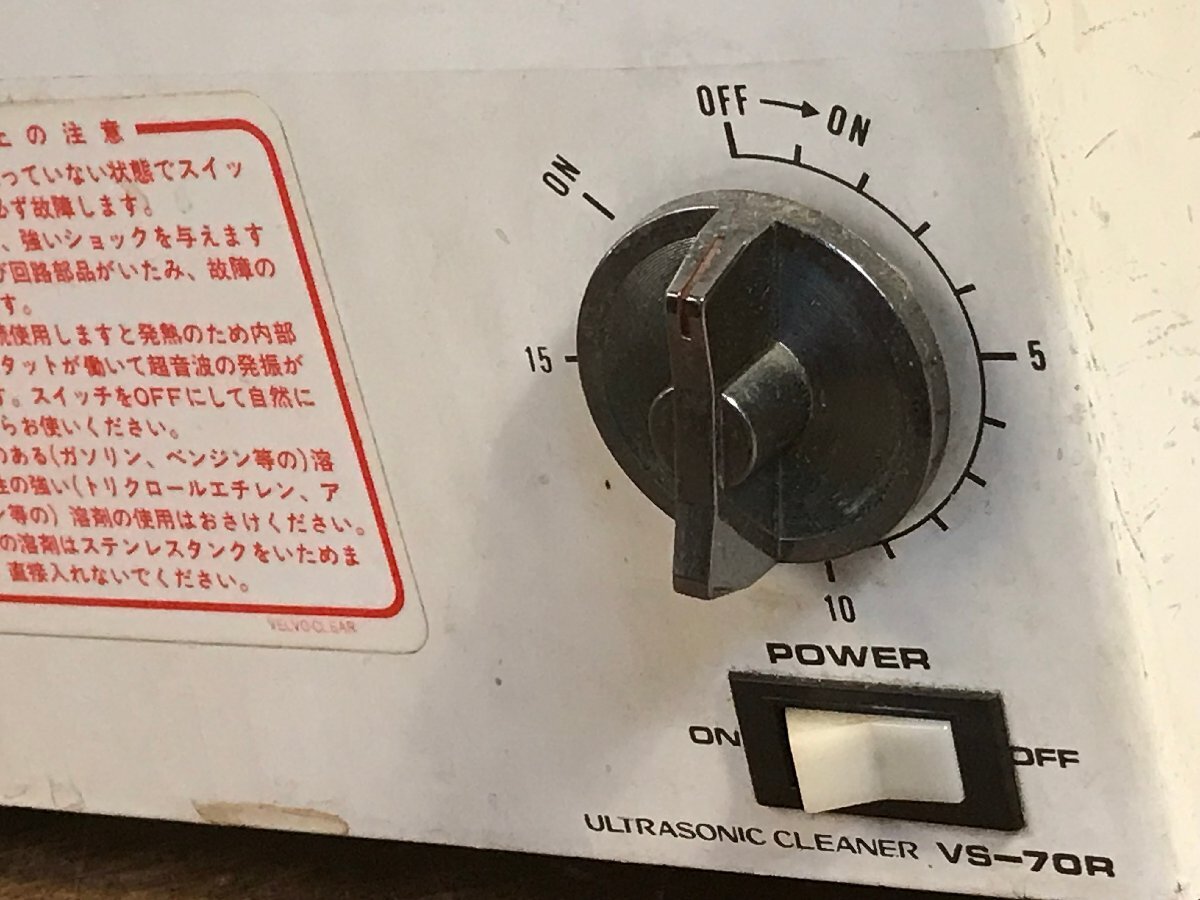 上の注意
っていない状態でスイッ
必ず故障します。
、強いショックを与えます
び回路部品がいたみ、故障の
す。
続使用しますと発熱のため内部
タットが働いて超音波の発振が
す。スイッチをOFFにして自然に
らお使いください。
のある(ガソリン、ベンジン等の)溶
性の強い(トリクロールエチレン、ア
ン等の)溶剤の使用はおさけください。
の溶剤はステンレスタンクをいためま
直接入れないでください。
VELVO-CLEAR
OFF→ON
ON
15
5
10
POWER
ON
OFF
ULTRASONIC CLEANER VS-70R